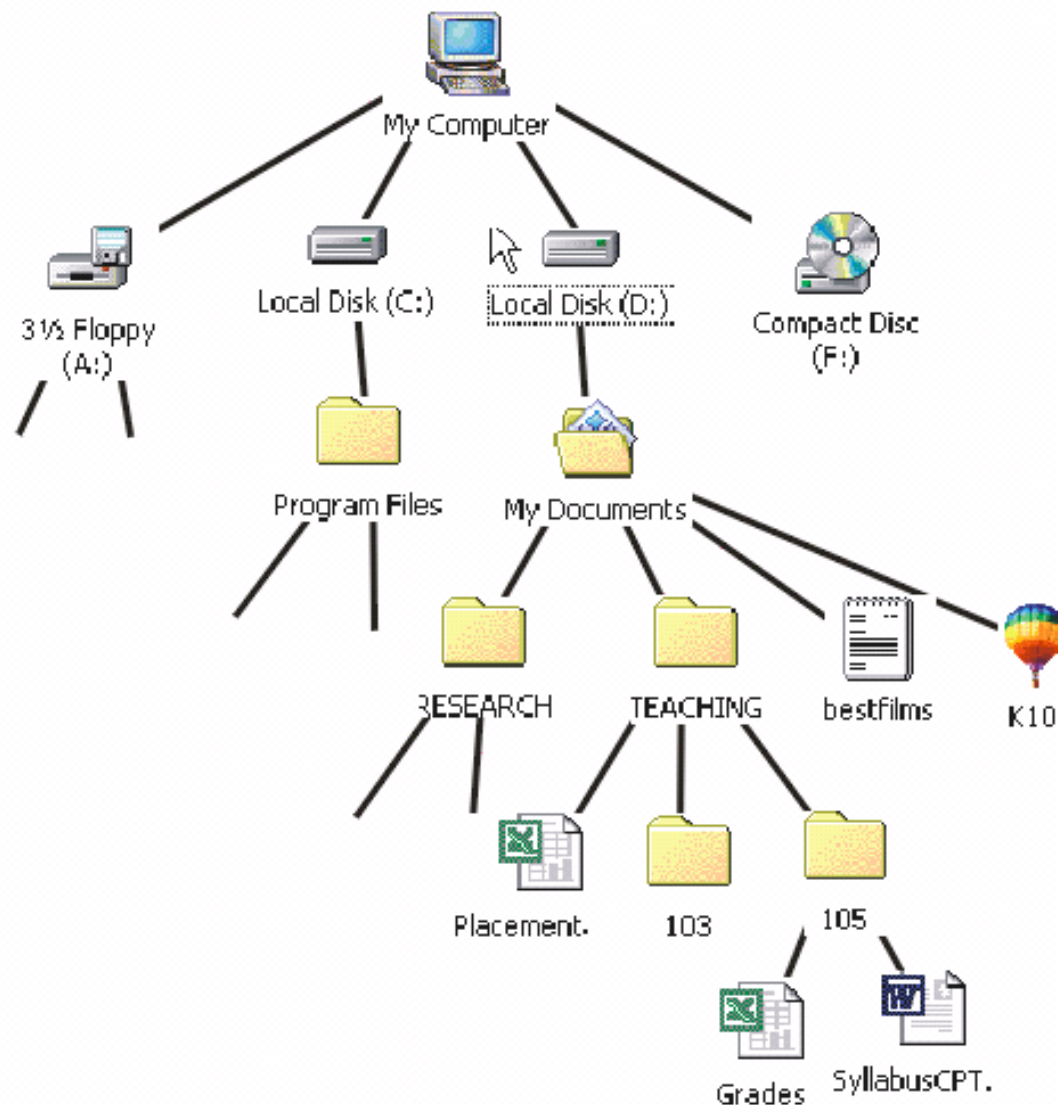 My Computer
3½ Floppy
(A:)
Local Disk (C:)
Local Disk (D:)
Compact Disc
(F:)
Program Files
My Documents
RESEARCH
TEACHING
bestfilms
K10
Placement.
103
105
Grades
SyllabusCPT.